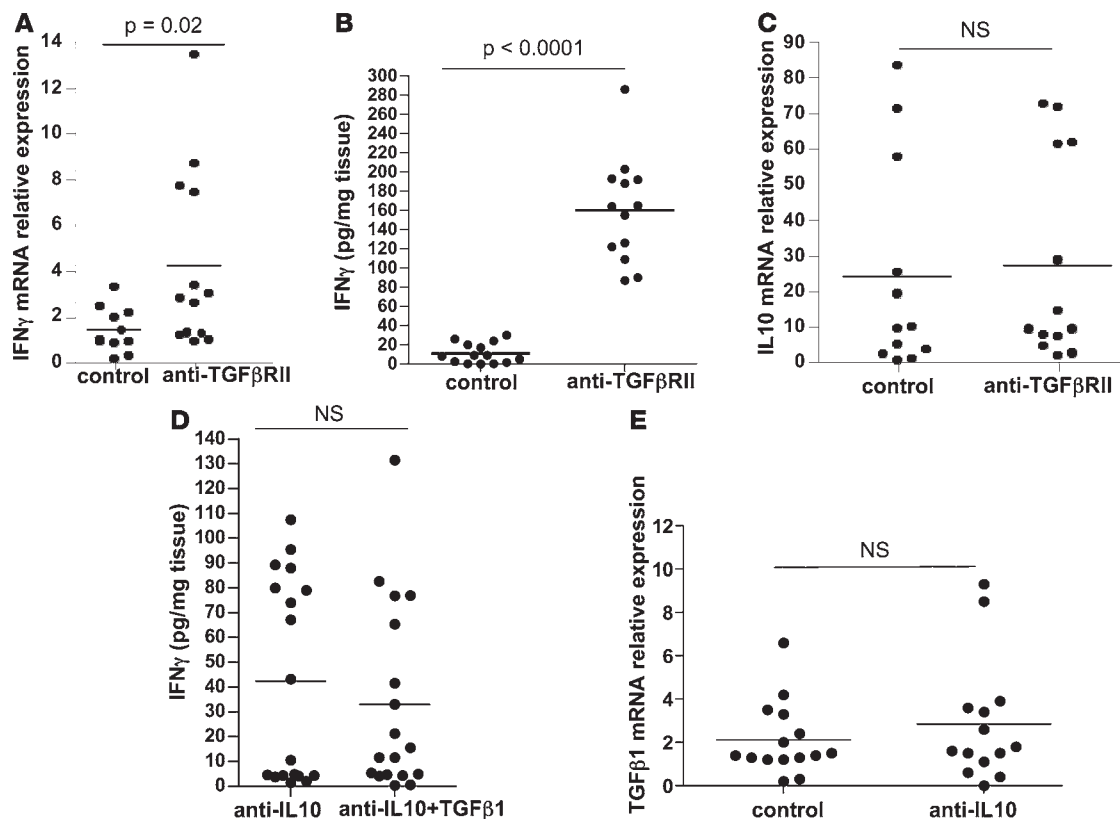 A
p = 0.02
IFNγ mRNA relative expression
14
12
10
8
6
4
2
0
control
anti-TGFβRII
B
p < 0.0001
IFNγ (pg/mg tissue)
300
280
260
240
220
200
180
160
140
120
100
80
60
40
20
0
control
anti-TGFβRII
C
NS
IL10 mRNA relative expression
90
80
70
60
50
40
30
20
10
0
control
anti-TGFβRII
D
NS
IFNγ (pg/mg tissue)
140
130
120
110
100
90
80
70
60
50
40
30
20
10
0
anti-IL10
anti-IL10+TGFβ1
E
NS
TGFβ1 mRNA relative expression
12
10
8
6
4
2
0
control
anti-IL10